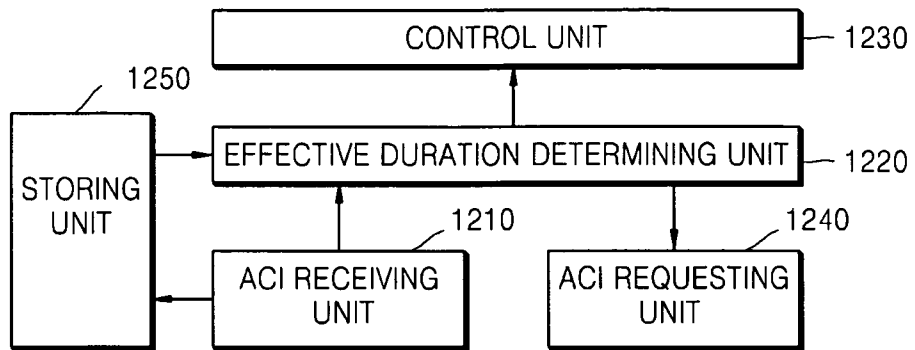 CONTROL UNIT
1230
1250
EFFECTIVE DURATION DETERMINING UNIT
1220
STORING
UNIT
1210
1240
ACI RECEIVING
UNIT
ACI REQUESTING
UNIT